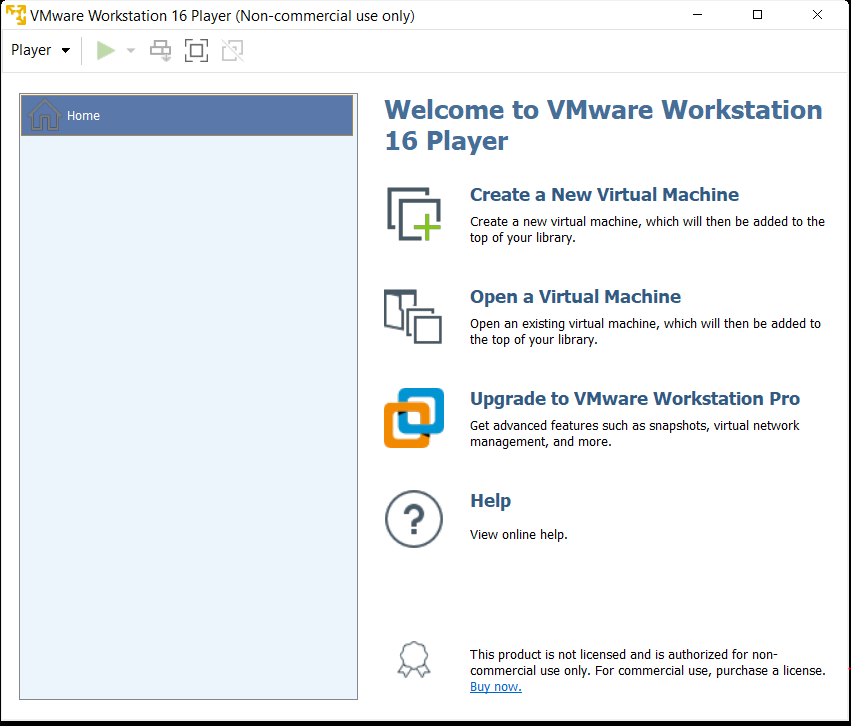 VMware Workstation 16 Player (Non-commercial use only)
Player
Home
Welcome to VMware Workstation
16 Player
Create a New Virtual Machine
Create a new virtual machine, which will then be added to the
top of your library.
Open a Virtual Machine
Open an existing virtual machine, which will then be added to
the top of your library.
Upgrade to VMware Workstation Pro
Get advanced features such as snapshots, virtual network
management, and more.
?
Help
View online help.
This product is not licensed and is authorized for non-
commercial use only. For commercial use, purchase a license.
Buy now.